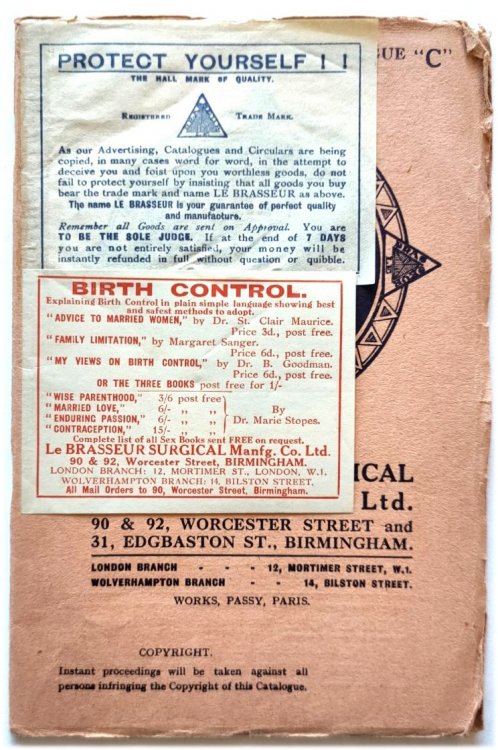 PROTECT YOURSELF ! !
THE HALL MARK OF QUALITY.
REGISTERED TRADE MARK.
As our Advertising, Catalogues and Circulars are being
copied, in many cases word for word, in the attempt to
deceive you and foist upon you worthless goods, do not
fail to protect yourself by insisting that all goods you buy
bear the trade mark and name LE BRASSEUR as above.
The name LE BRASSEUR is your guarantee of perfect quality
and manufacture.
Remember all Goods are sent on Approval. You are
TO BE THE SOLE JUDGE. If at the end of 7 DAYS
you are not entirely satisfied, your money will be
instantly refunded in full without question or quibble.
BIRTH CONTROL.
Explaining Birth Control in plain simple language showing best
and safest methods to adopt.
"ADVICE TO MARRIED WOMEN," by Dr. St. Clair Maurice.
Price 3d., post free.
"FAMILY LIMITATION," by Margaret Sanger.
Price 6d., post free.
"MY VIEWS ON BIRTH CONTROL," by Dr. B. Goodman.
Price 6d., post free.
OR THE THREE BOOKS post free for 1/-
"WISE PARENTHOOD," 3/6 post free
"MARRIED LOVE," 6/- " "
"ENDURING PASSION," 6/- " "
"CONTRACEPTION," 15/- " "
By
Dr. Marie Stopes.
Complete list of all Sex Books sent FREE on request.
Le BRASSEUR SURGICAL Manfg. Co. Ltd.
90 & 92, Worcester Street, BIRMINGHAM.
LONDON BRANCH: 12, MORTIMER ST., LONDON, W.1.
WOLVERHAMPTON BRANCH: 14, BILSTON STREET.
All Mail Orders to 90, Worcester Street, Birmingham.
UE "C"
ICAL
Ltd.
90 & 92, WORCESTER STREET and
31, EDGBASTON ST., BIRMINGHAM.
LONDON BRANCH - - - 12, MORTIMER STREET, W.1.
WOLVERHAMPTON BRANCH - - 14, BILSTON STREET.
WORKS, PASSY, PARIS.
COPYRIGHT.
Instant proceedings will be taken against all
persons infringing the Copyright of this Catalogue.